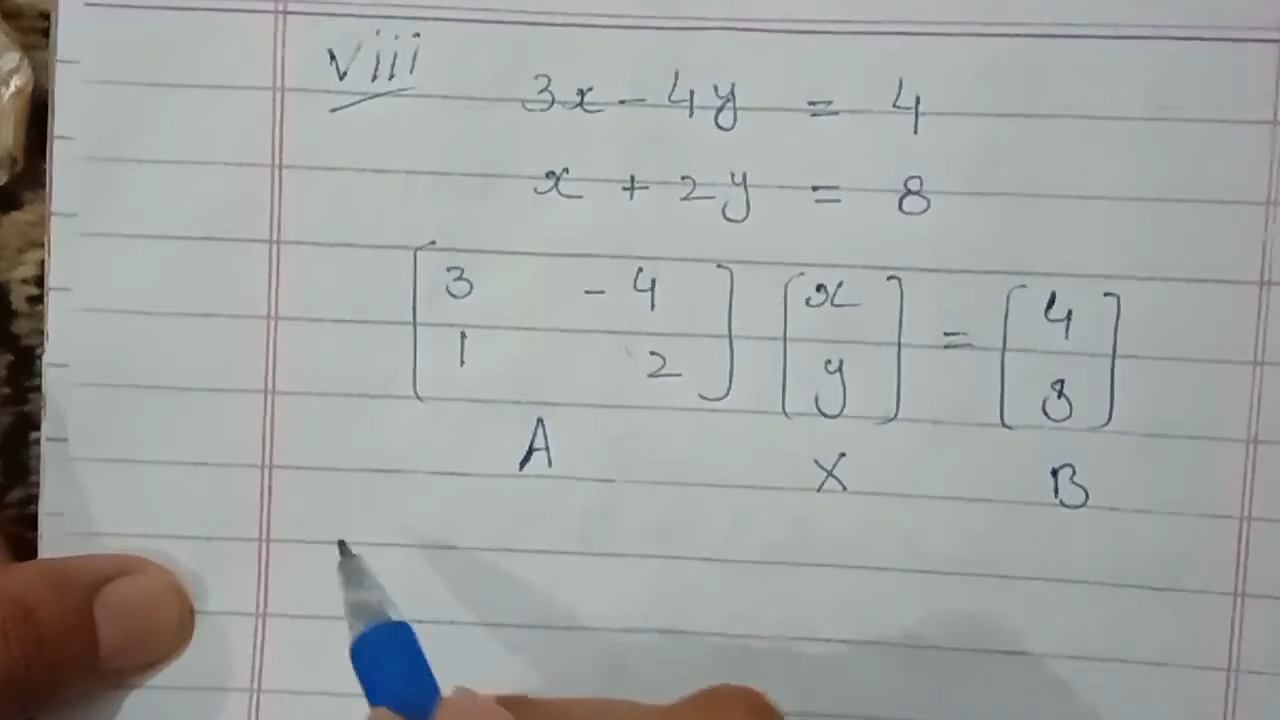 viii
3x - 4y = 4
x + 2y = 8
[3 -4] [x] = [4]
[1 2] [y] [8]
A X B